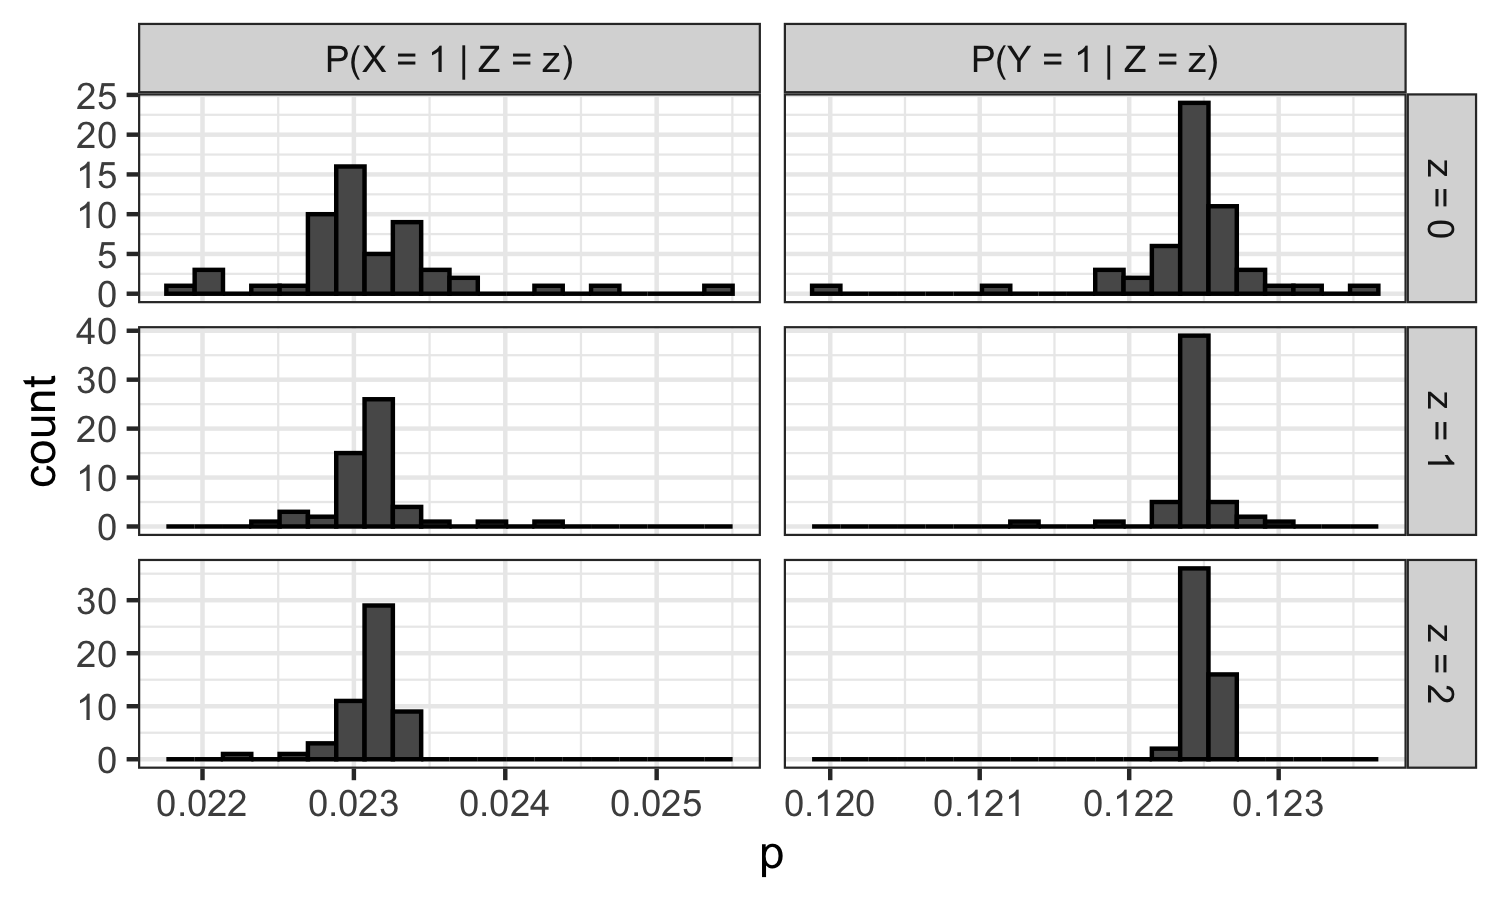 P(X = 1 | Z = z)
P(Y = 1 | Z = z)
25
20
15
10
5
0
z = 0
40
30
20
10
0
z = 1
30
20
10
0
z = 2
count
0.022 0.023 0.024 0.025
0.120 0.121 0.122 0.123
p